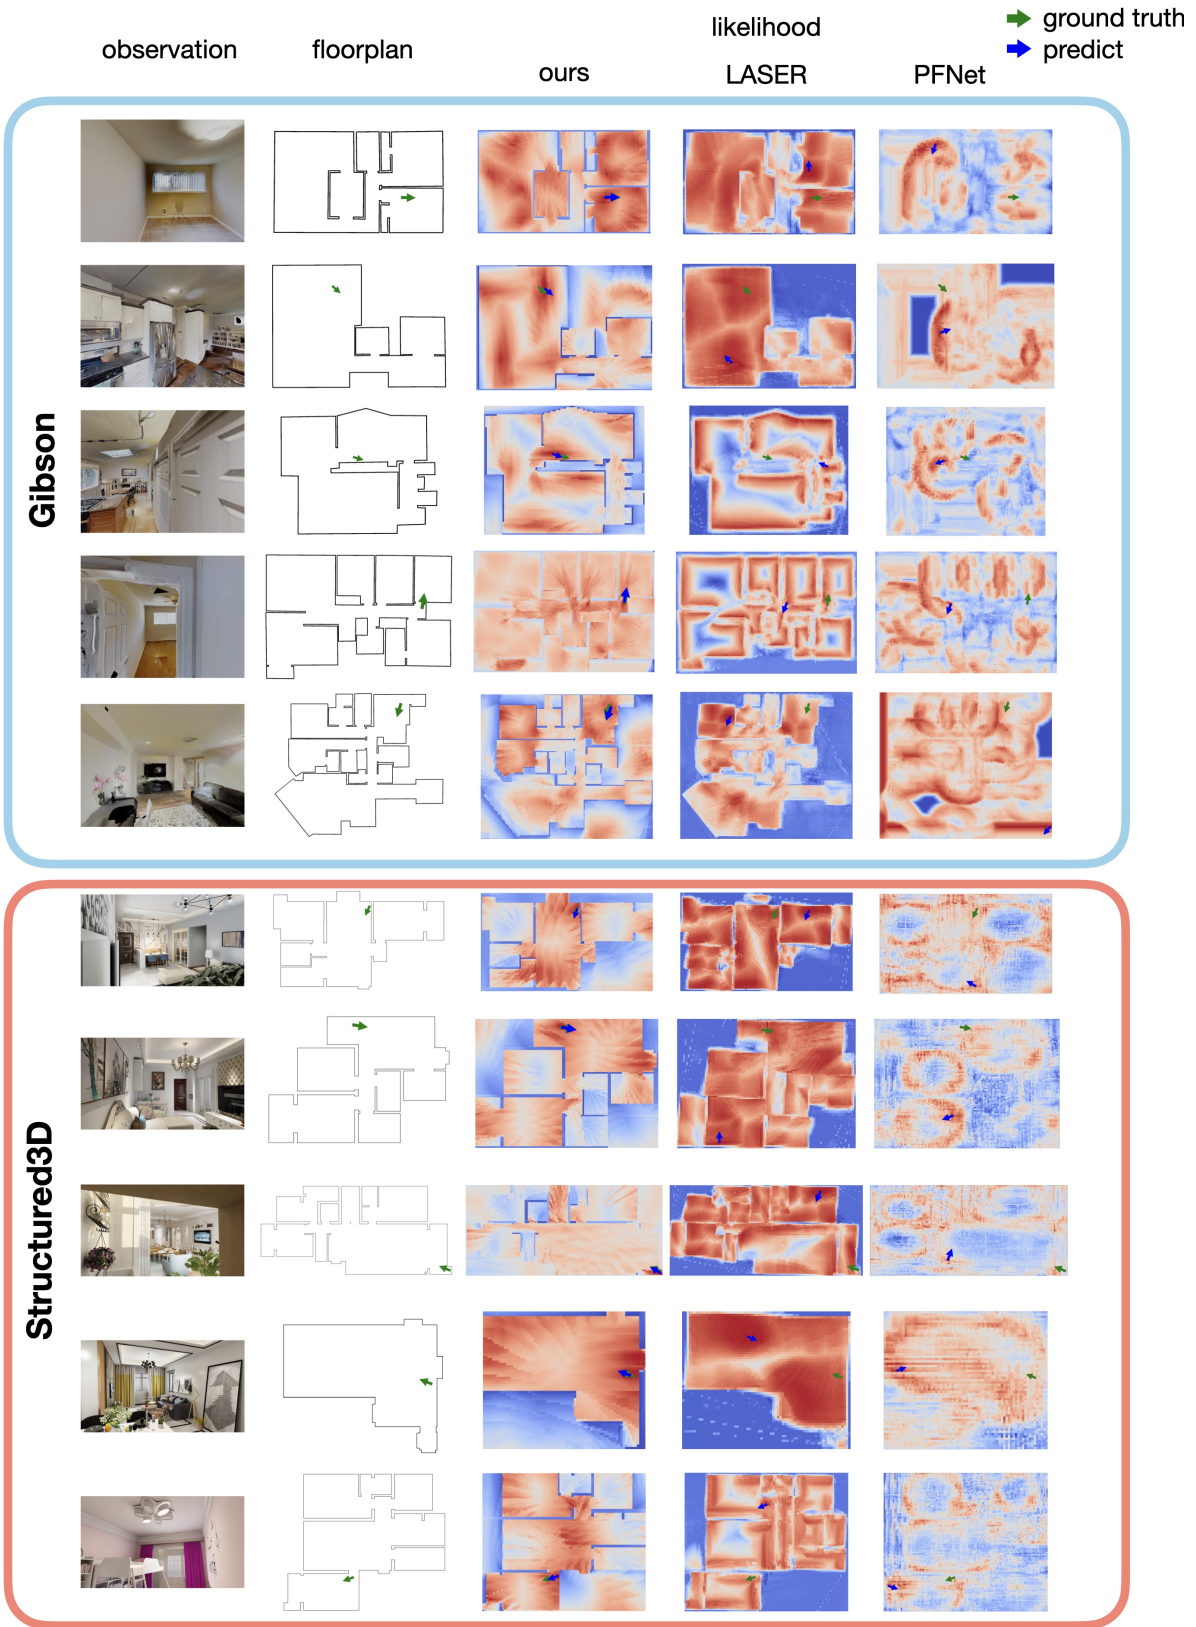 ground truth
predict
likelihood
observation
floorplan
ours
LASER
PFNet
Gibson
Structured3D